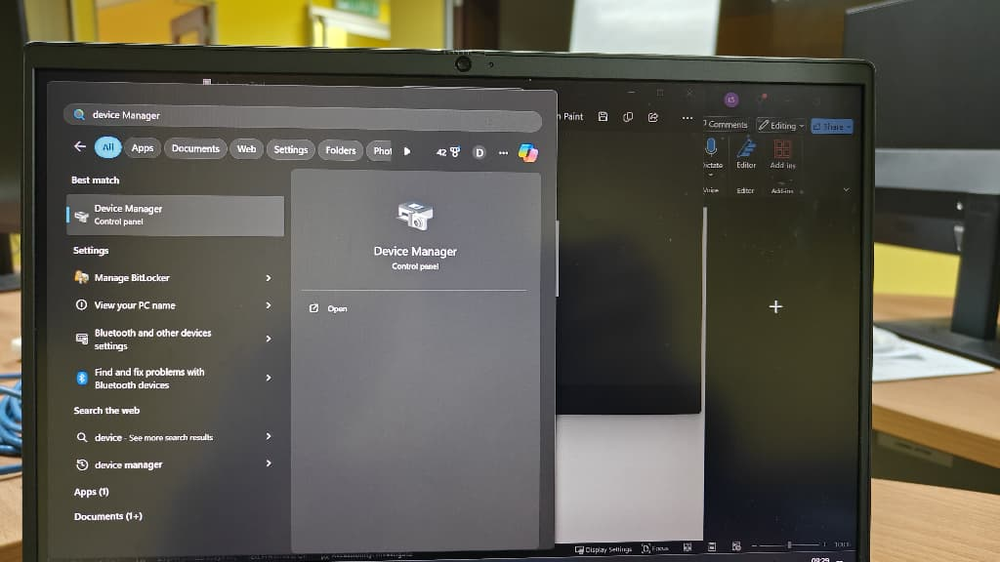 device Manager
All Apps Documents Web Settings Folders Phot
42 D
Best match
Device Manager
Control panel
Settings
Manage BitLocker
View your PC name
Bluetooth and other devices
settings
Find and fix problems with
Bluetooth devices
Search the web
device - See more search results
device manager
Apps (1)
Documents (1+)
Device Manager
Control panel
Open
n Paint
Comments Editing Share
ictate Editor Add ins
Voice Editor Add-ins
Display Settings Focus
09:29